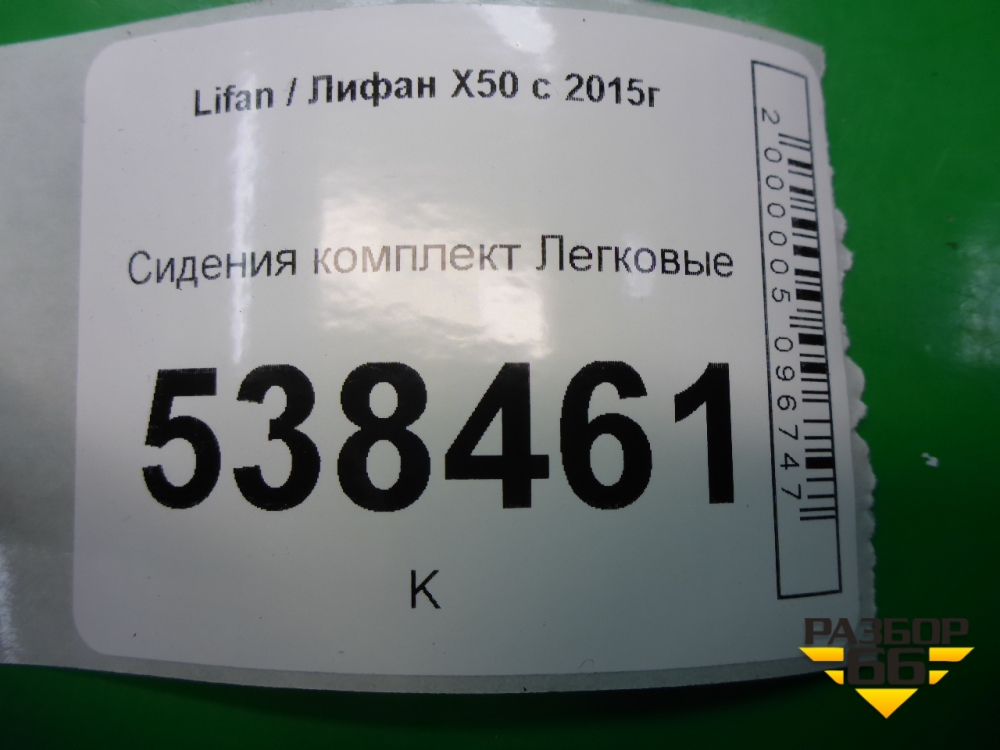 Lifan / Лифан X50 с 2015г
Сидения комплект Легковые
538461
К
2000005096747
РАЗБОР
66